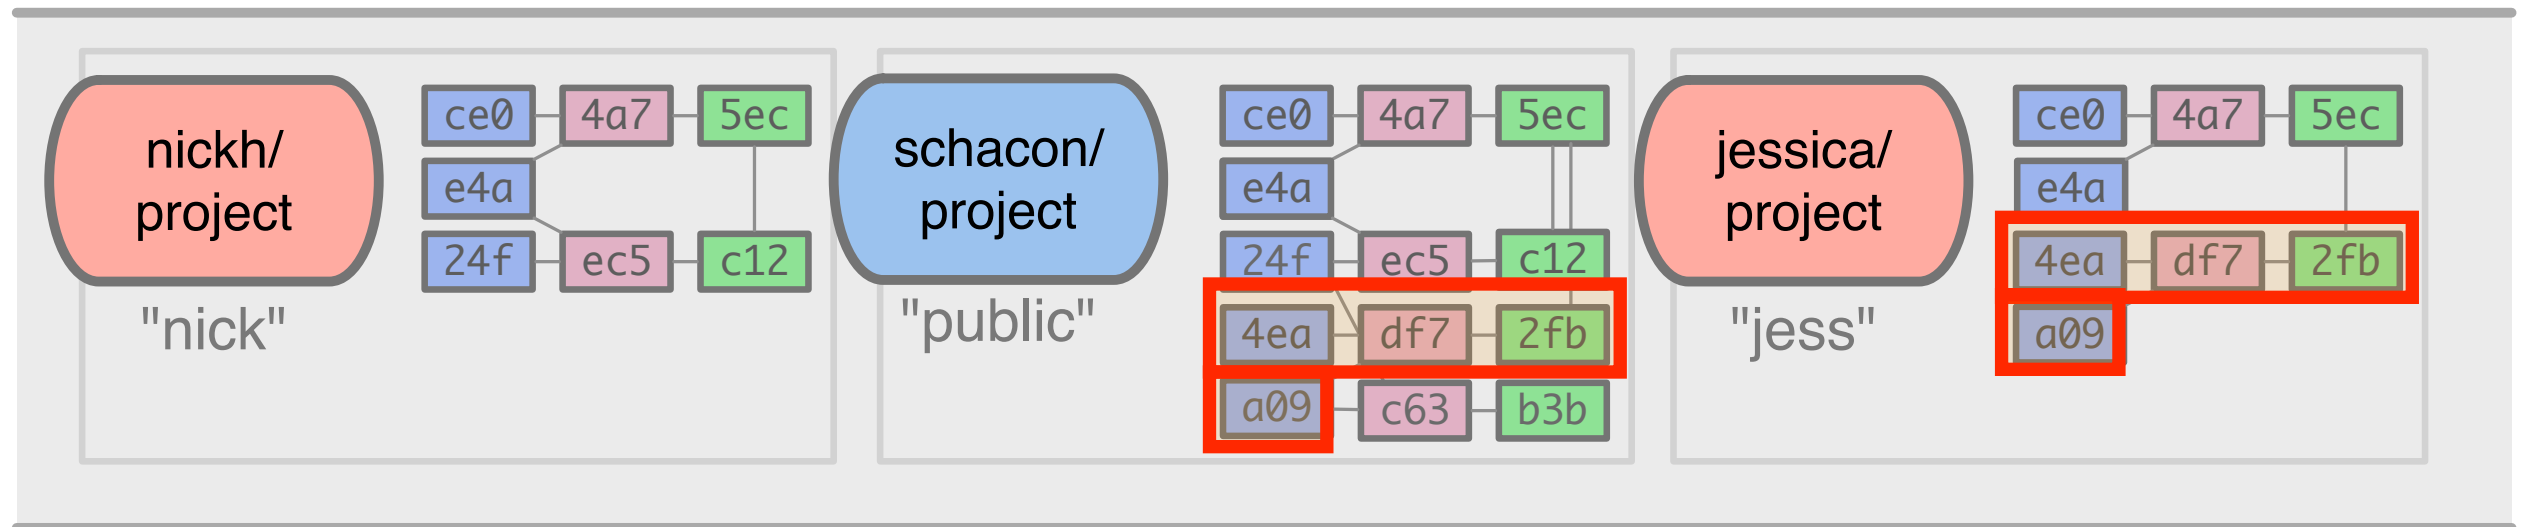 nickh/
project
"nick"
ce0 4a7 5ec
e4a
24f ec5 c12
schacon/
project
"public"
ce0 4a7 5ec
e4a
24f ec5 c12
4ea df7 2fb
a09 c63 b3b
jessica/
project
"jess"
ce0 4a7 5ec
e4a
4ea df7 2fb
a09